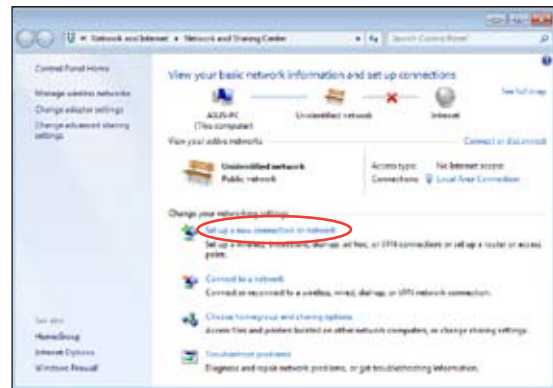 Network and Internet ▸ Network and Sharing Center
Search Control Panel
Control Panel Home
Manage wireless networks
Change adapter settings
Change advanced sharing
settings
View your basic network information and set up connections
See full map
ASUS-PC
(This computer)
Unidentified network
Internet
View your active networks
Connect or disconnect
Unidentified network
Public network
Access type: No Internet access
Connections: Local Area Connection
Change your networking settings
Set up a new connection or network
Set up a wireless, broadband, dial-up, ad hoc, or VPN connection; or set up a router or access
point.
Connect to a network
Connect or reconnect to a wireless, wired, dial-up, or VPN network connection.
Choose homegroup and sharing options
Access files and printers located on other network computers, or change sharing settings.
Troubleshoot problems
Diagnose and repair network problems, or get troubleshooting information.
See also
HomeGroup
Internet Options
Windows Firewall